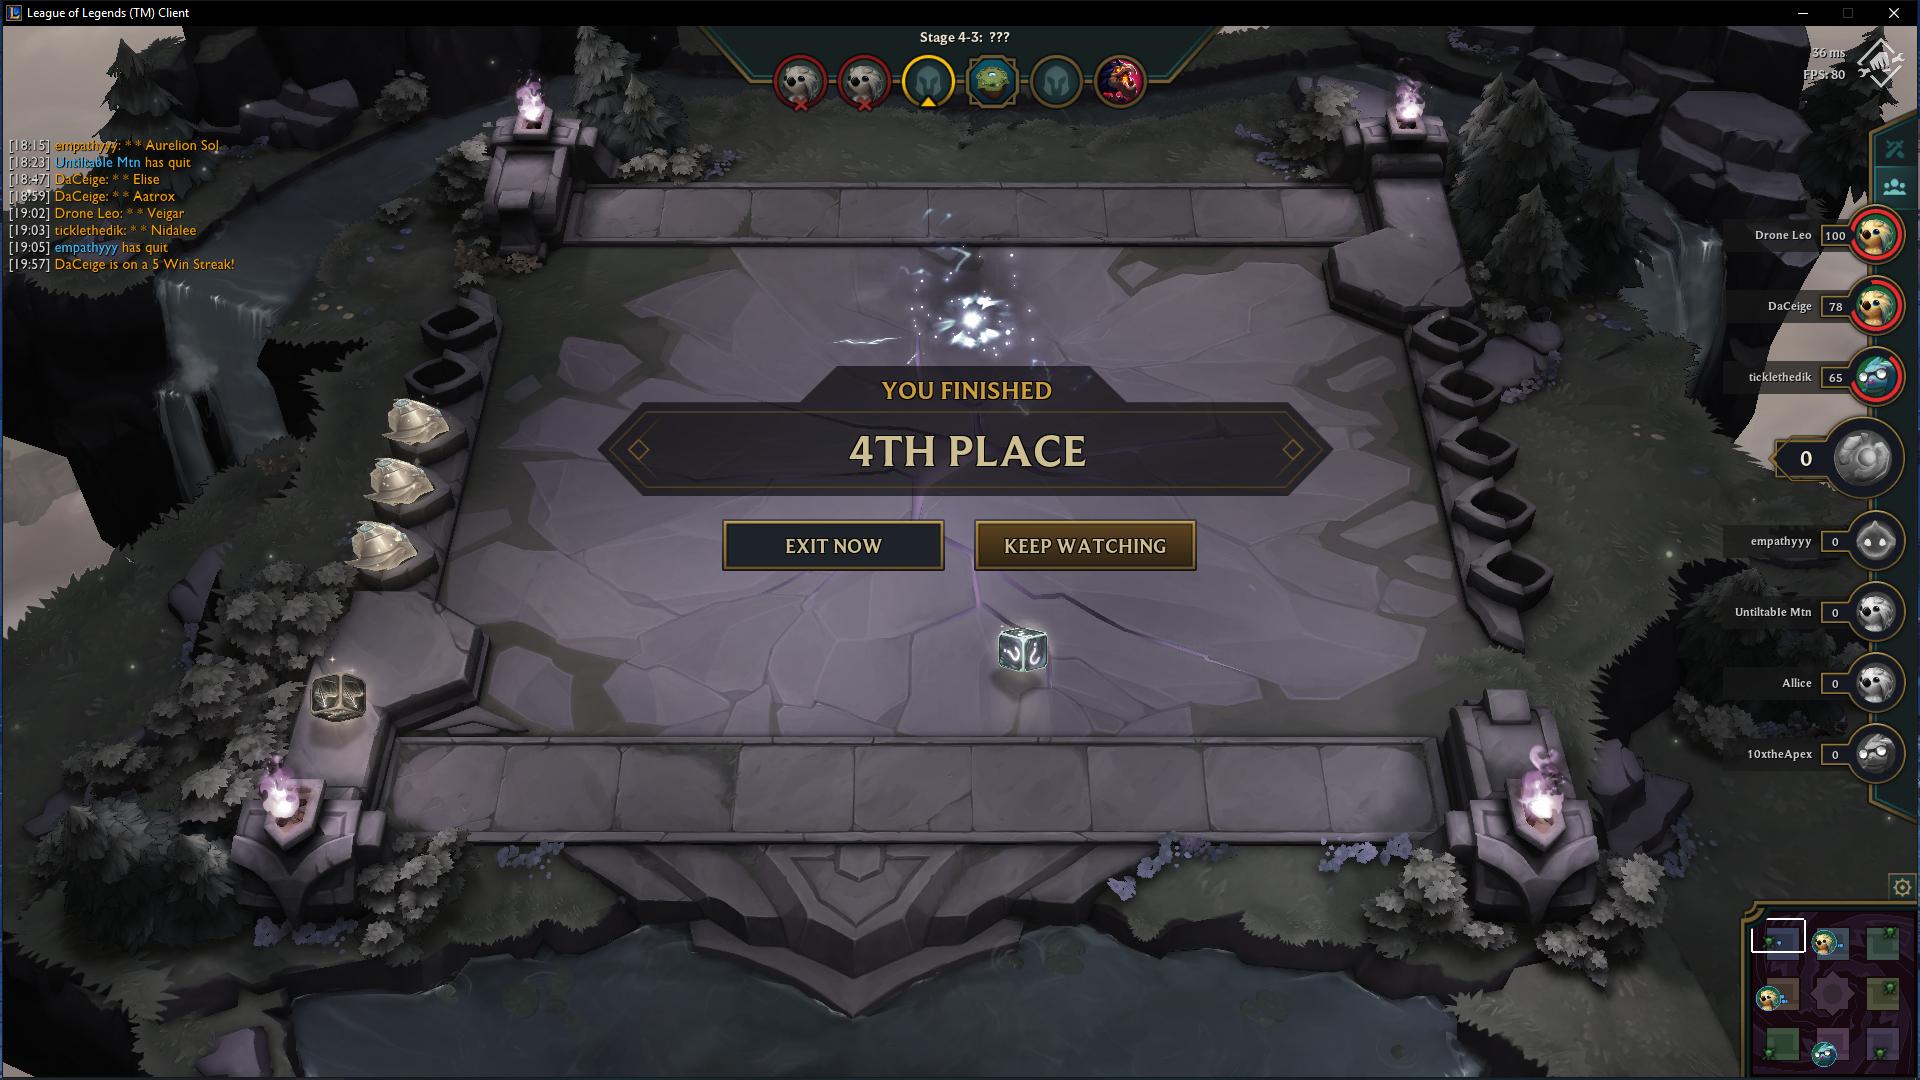 League of Legends (TM) Client
Stage 4-3: ???
36 ms
FPS: 80
[18:15] empathyyy: * * Aurelion Sol
[18:23] Untiltable Mtn has quit
[18:47] DaCeige: * * Elise
[18:59] DaCeige: * * Aatrox
[19:02] Drone Leo: * * Veigar
[19:03] ticklethedik: * * Nidalee
[19:05] empathyyy has quit
[19:57] DaCeige is on a 5 Win Streak!
Drone Leo 100
DaCeige 78
ticklethedik 65
0
empathyyy 0
Untiltable Mtn 0
Allice 0
10xtheApex 0
YOU FINISHED
4TH PLACE
EXIT NOW
KEEP WATCHING